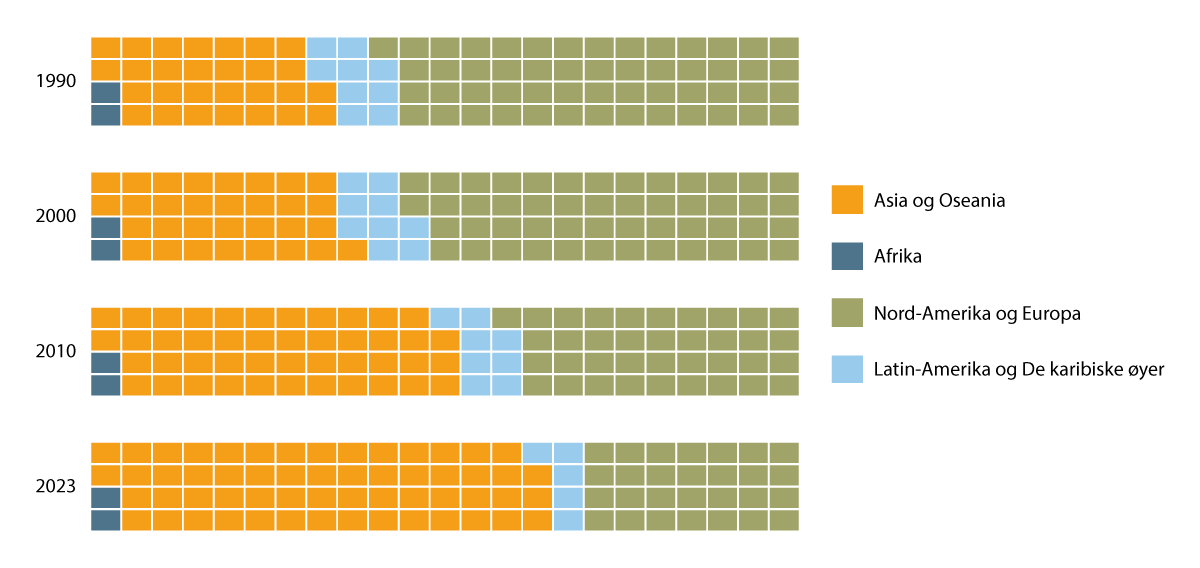 1990
2000
2010
2023
Asia og Oseania
Afrika
Nord-Amerika og Europa
Latin-Amerika og De karibiske øyer